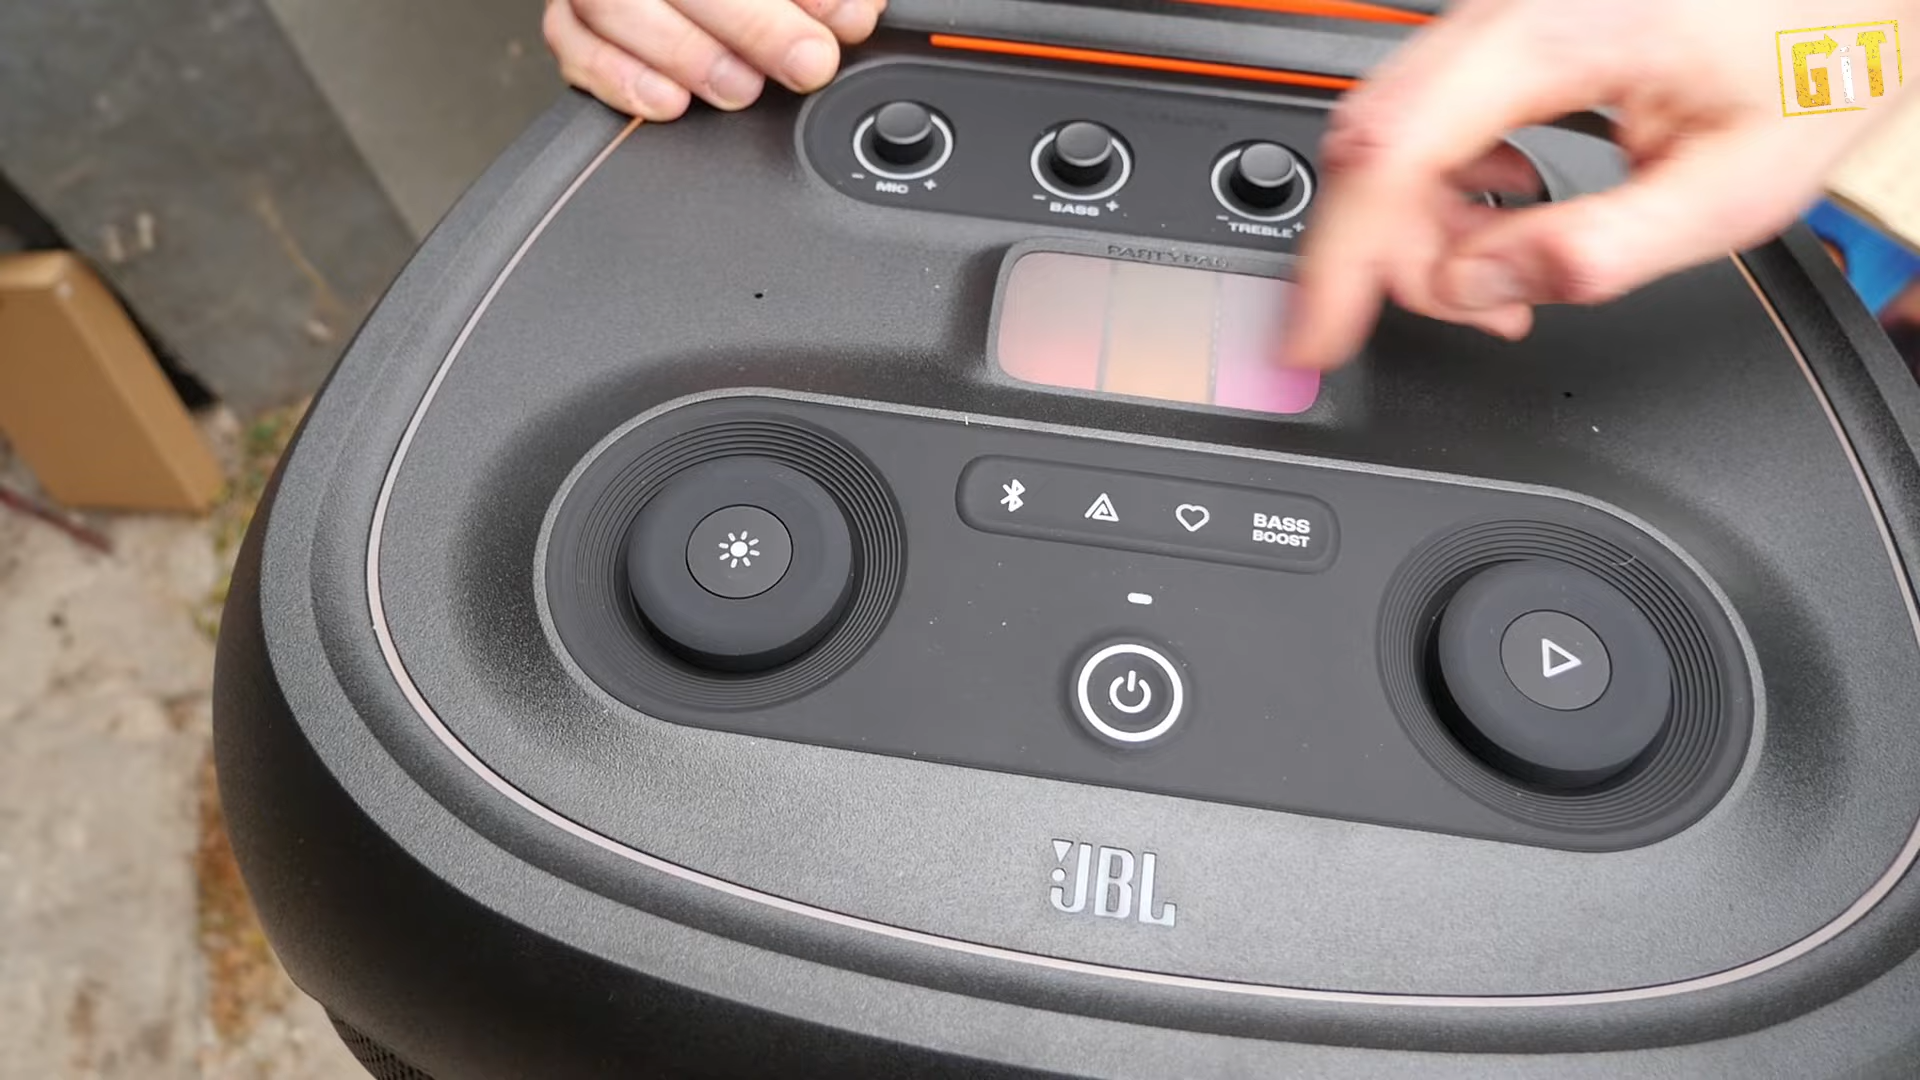 GiT
− MIC +
− BASS +
− TREBLE +
PARTYPAD
BASS
BOOST
JBL